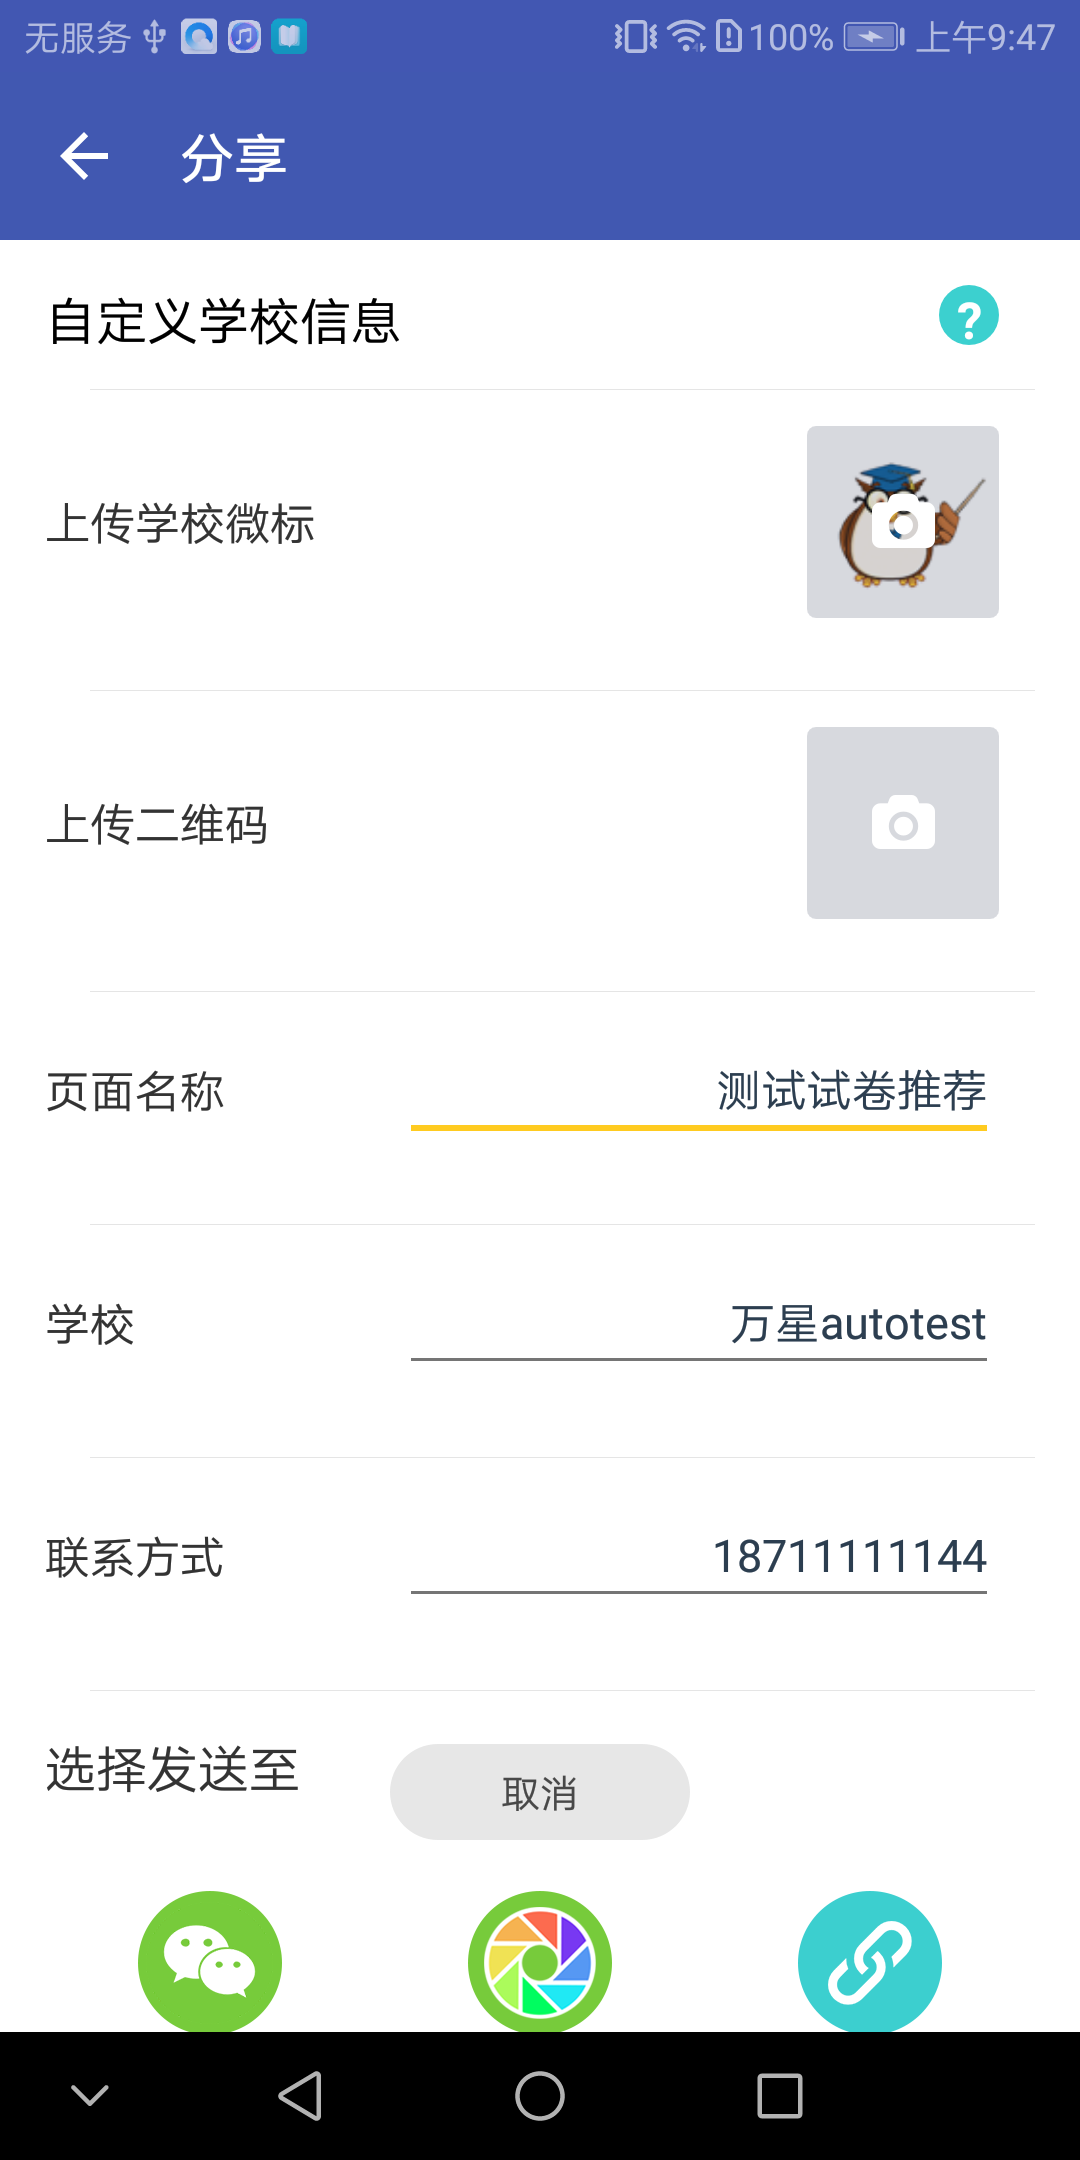 无服务 100% 上午9:47
分享
自定义学校信息
?
上传学校微标
上传二维码
页面名称 测试试卷推荐
学校 万星autotest
联系方式 18711111144
选择发送至
取消